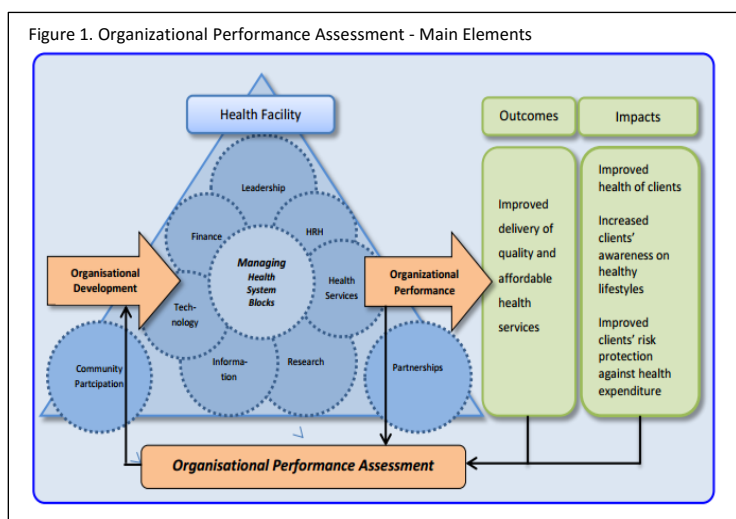 Figure 1. Organizational Performance Assessment - Main Elements
Health Facility
Leadership
Finance
HRH
Managing
Health
System
Blocks
Health
Services
Tech-
nology
Informa-
tion
Research
Organisational
Development
Community
Partcipation
Organizational
Performance
Partnerships
Outcomes
Improved
delivery of
quality and
affordable
health
services
Impacts
Improved
health of clients
Increased
clients'
awareness on
healthy
lifestyles
Improved
clients' risk
protection
against health
expenditure
Organisational Performance Assessment